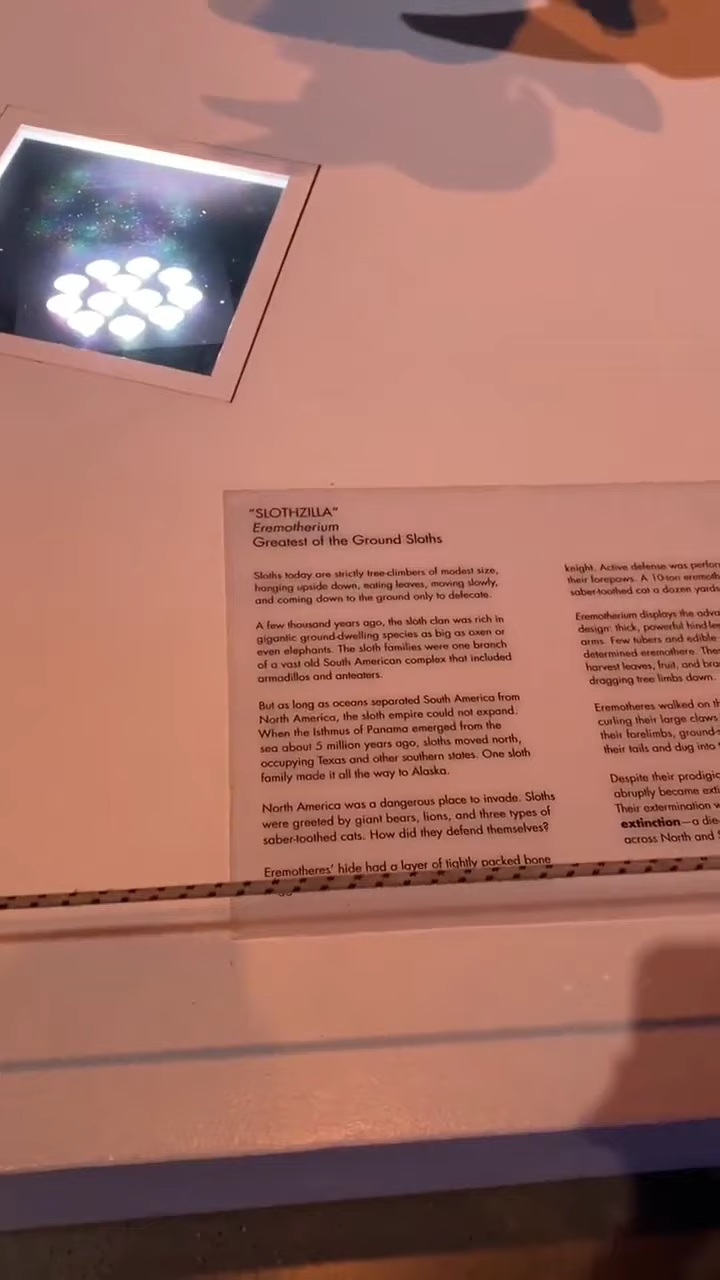 "SLOTHZILLA"
Eremotherium
Greatest of the Ground Sloths
Sloths today are strictly tree-climbers of modest size,
hanging upside down, eating leaves, moving slowly,
and coming down to the ground only to defecate.
A few thousand years ago, the sloth clan was rich in
gigantic ground-dwelling species as big as oxen or
even elephants. The sloth families were one branch
of a vast old South American complex that included
armadillos and anteaters.
But as long as oceans separated South America from
North America, the sloth empire could not expand.
When the Isthmus of Panama emerged from the
sea about 5 million years ago, sloths moved north,
occupying Texas and other southern states. One sloth
family made it all the way to Alaska.
North America was a dangerous place to invade. Sloths
were greeted by giant bears, lions, and three types of
saber-toothed cats. How did they defend themselves?
Eremotheres' hide had a layer of tightly packed bone
knight. Active defense was perfor
their forepaws. A 10-ton eremoth
saber-toothed cat a dozen yards
Eremotherium displays the adva
design: thick, powerful hind le
arms. Few tubers and edible
determined eremothere. The
harvest leaves, fruit, and bra
dragging tree limbs down.
Eremotheres walked on th
curling their large claws
their forelimbs, ground-s
their tails and dug into
Despite their prodigio
abruptly became exti
Their extermination w
extinction—a die-
across North and S